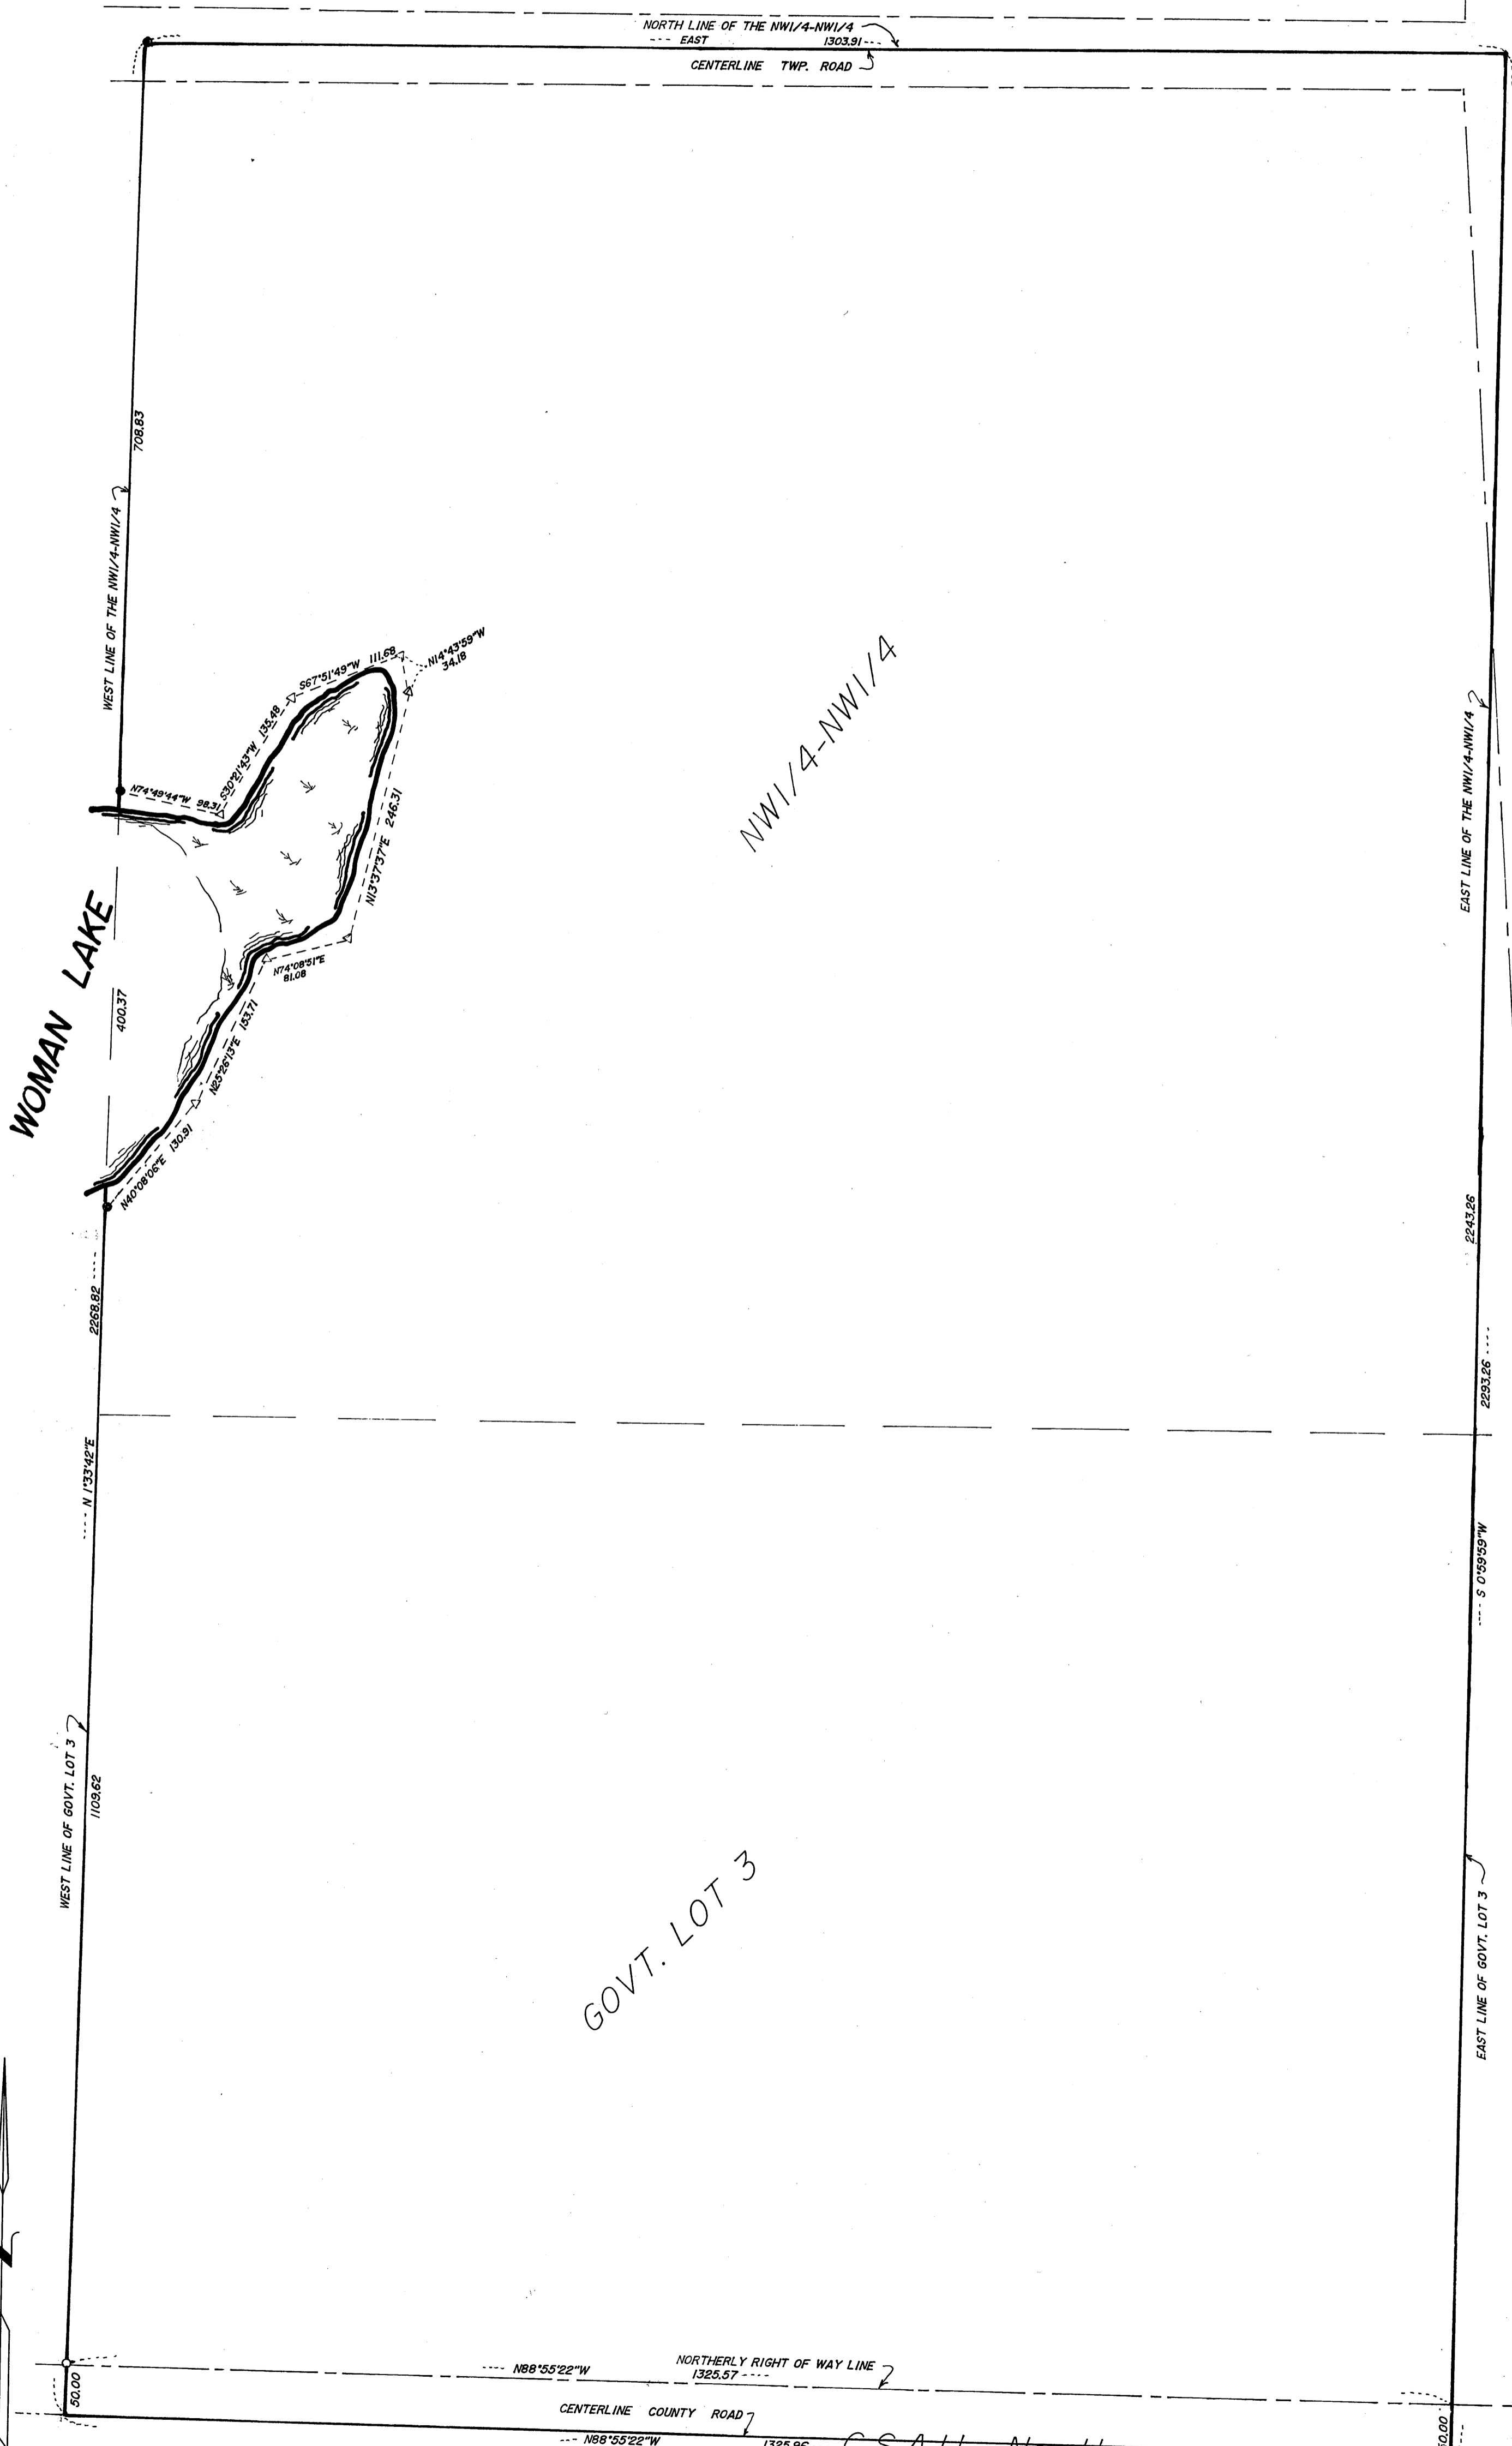 NORTH LINE OF THE NW1/4-NW1/4
--- EAST 1303.91 ---
CENTERLINE TWP. ROAD
708.83
WEST LINE OF THE NW1/4-NW1/4
S67°51'49"W 111.68
N14°43'59"W
34.18
S30°21'43"W 135.48
N74°49'44"W 98.31
N13°37'37"E 246.31
N74°08'51"E
81.08
N25°26'13"E 153.71
N40°08'06"E 130.91
WOMAN LAKE
400.37
NW1/4-NW1/4
EAST LINE OF THE NW1/4-NW1/4
2243.26
2293.26 ----
2268.82 ----
---- N 1°33'42"E
---- S 0°59'59"W
WEST LINE OF GOVT. LOT 3
1109.62
GOVT. LOT 3
EAST LINE OF GOVT. LOT 3
NORTHERLY RIGHT OF WAY LINE
---- N88°55'22"W 1325.57 ----
50.00
CENTERLINE COUNTY ROAD
--- N88°55'22"W